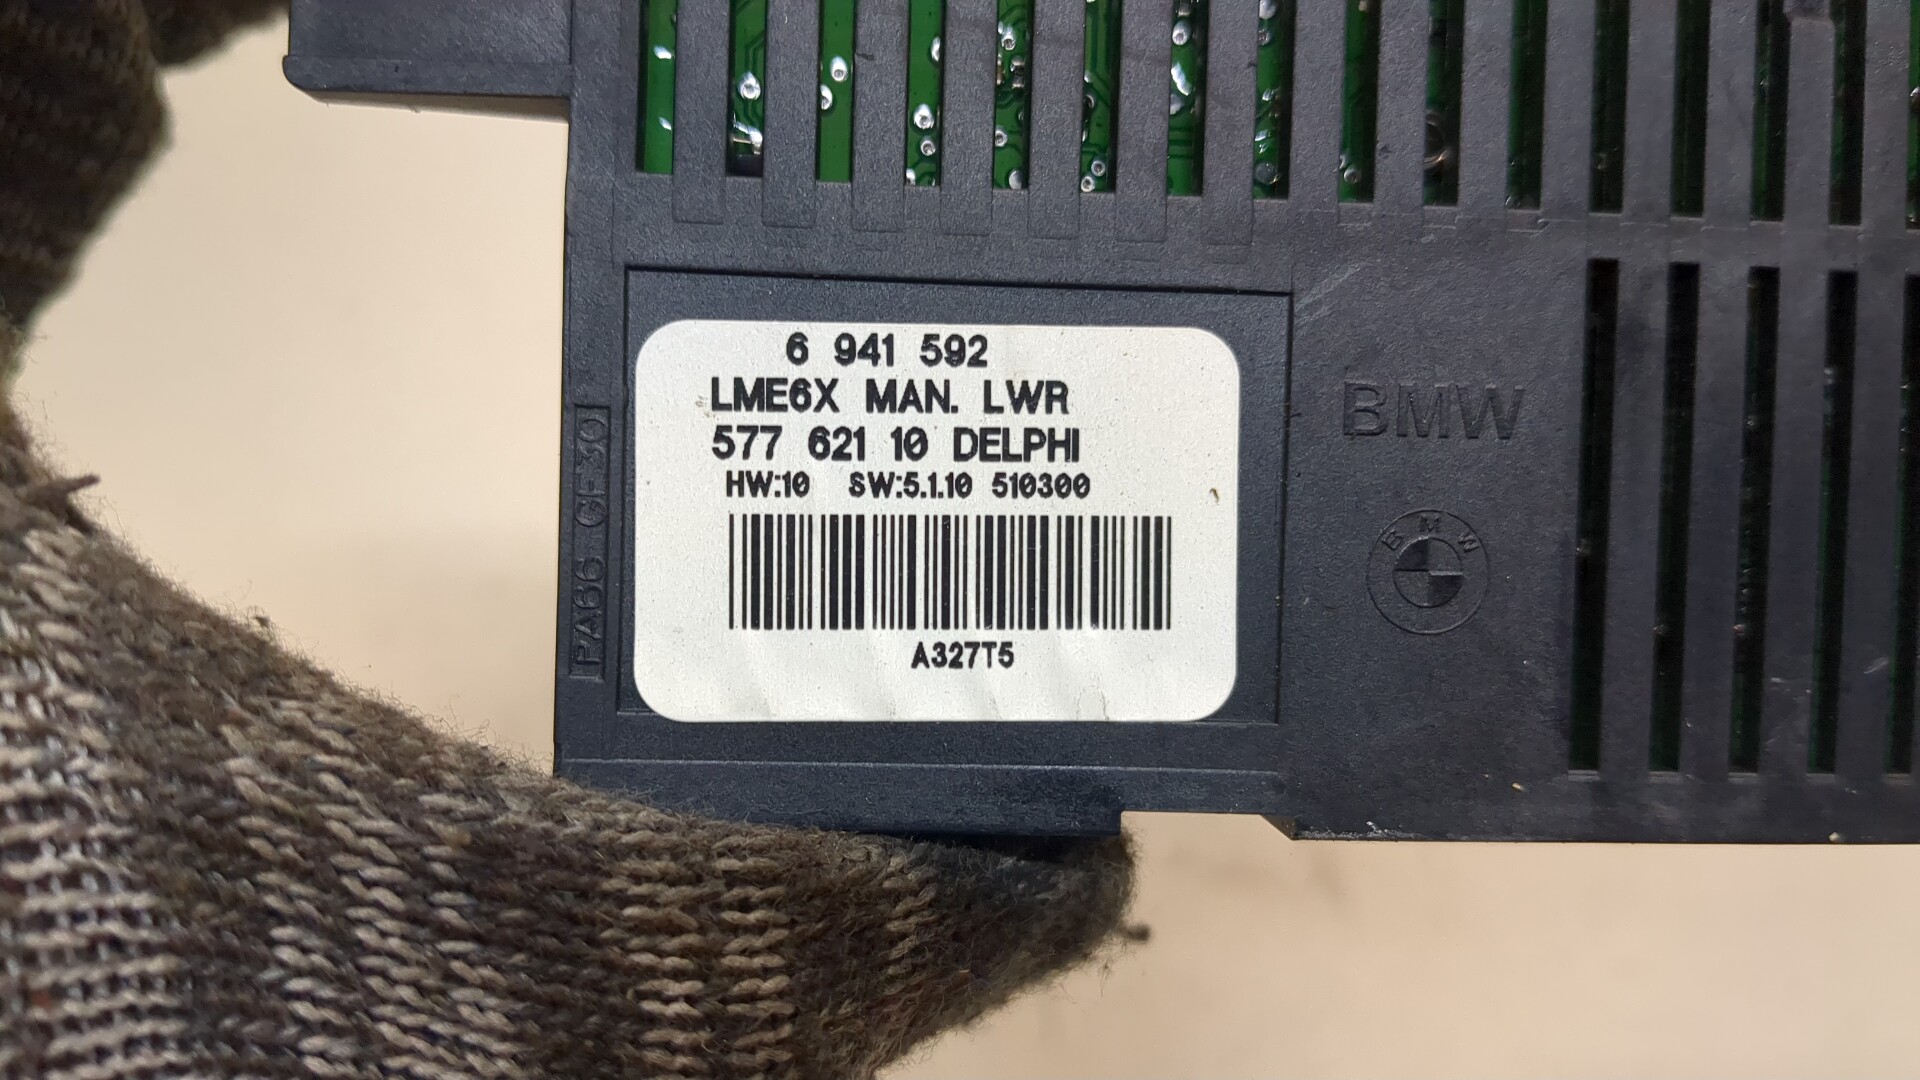 6 941 592
LME6X MAN. LWR
577 621 10 DELPHI
HW:10 SW:5.1.10 510300
A327T5
PA66 GF30
BMW
BMW